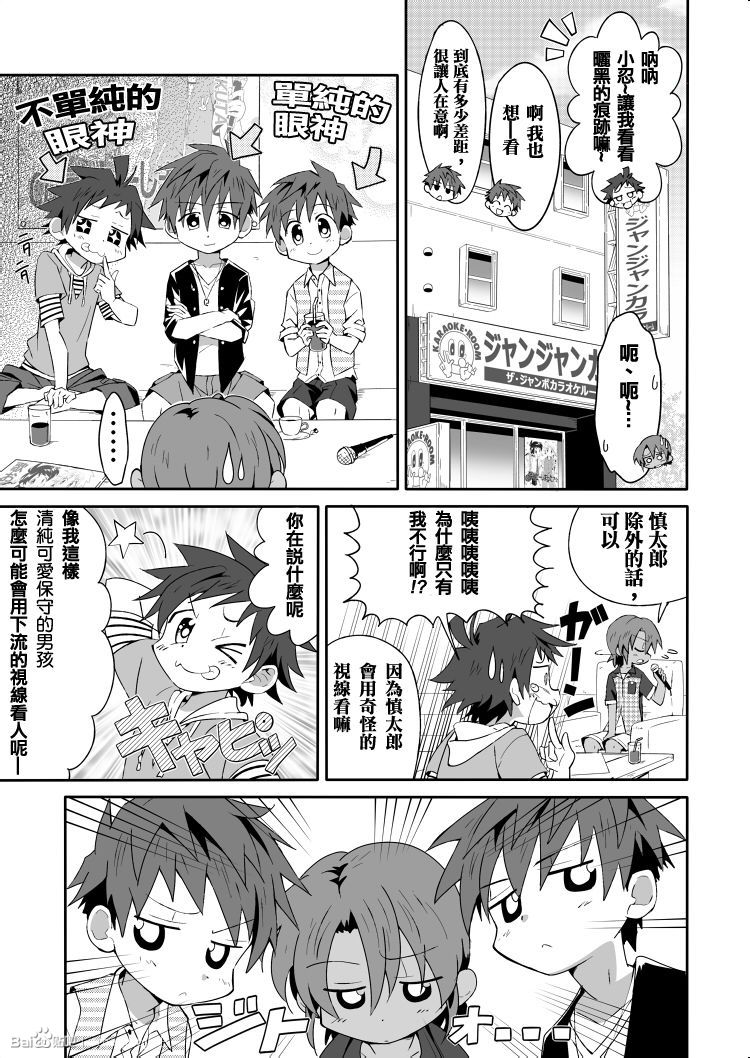 吶吶
小忍~讓我看看
曬黑的痕跡嘛~
啊 我也
想一看
到底有多少差距，
很讓人在意啊
ジャンジャンカラ
KARAOKE·ROOM
ジャンジャンカ
ザ・ジャンボカラオケルー
KARAOKE·ROOM
呃、呃~…
單純的
眼神
不單純的
眼神
……
慎太郎
除外的話，
可以
ガーッ
咦咦咦咦咦
為什麼只有
我不行啊!?
因為慎太郎
會用奇怪的
視線看嘛
你在説什麼呢
像我這樣
清純可愛保守的男孩
怎麼可能會用下流的視線看人呢—
キャピッ
ジトォ…
Bai